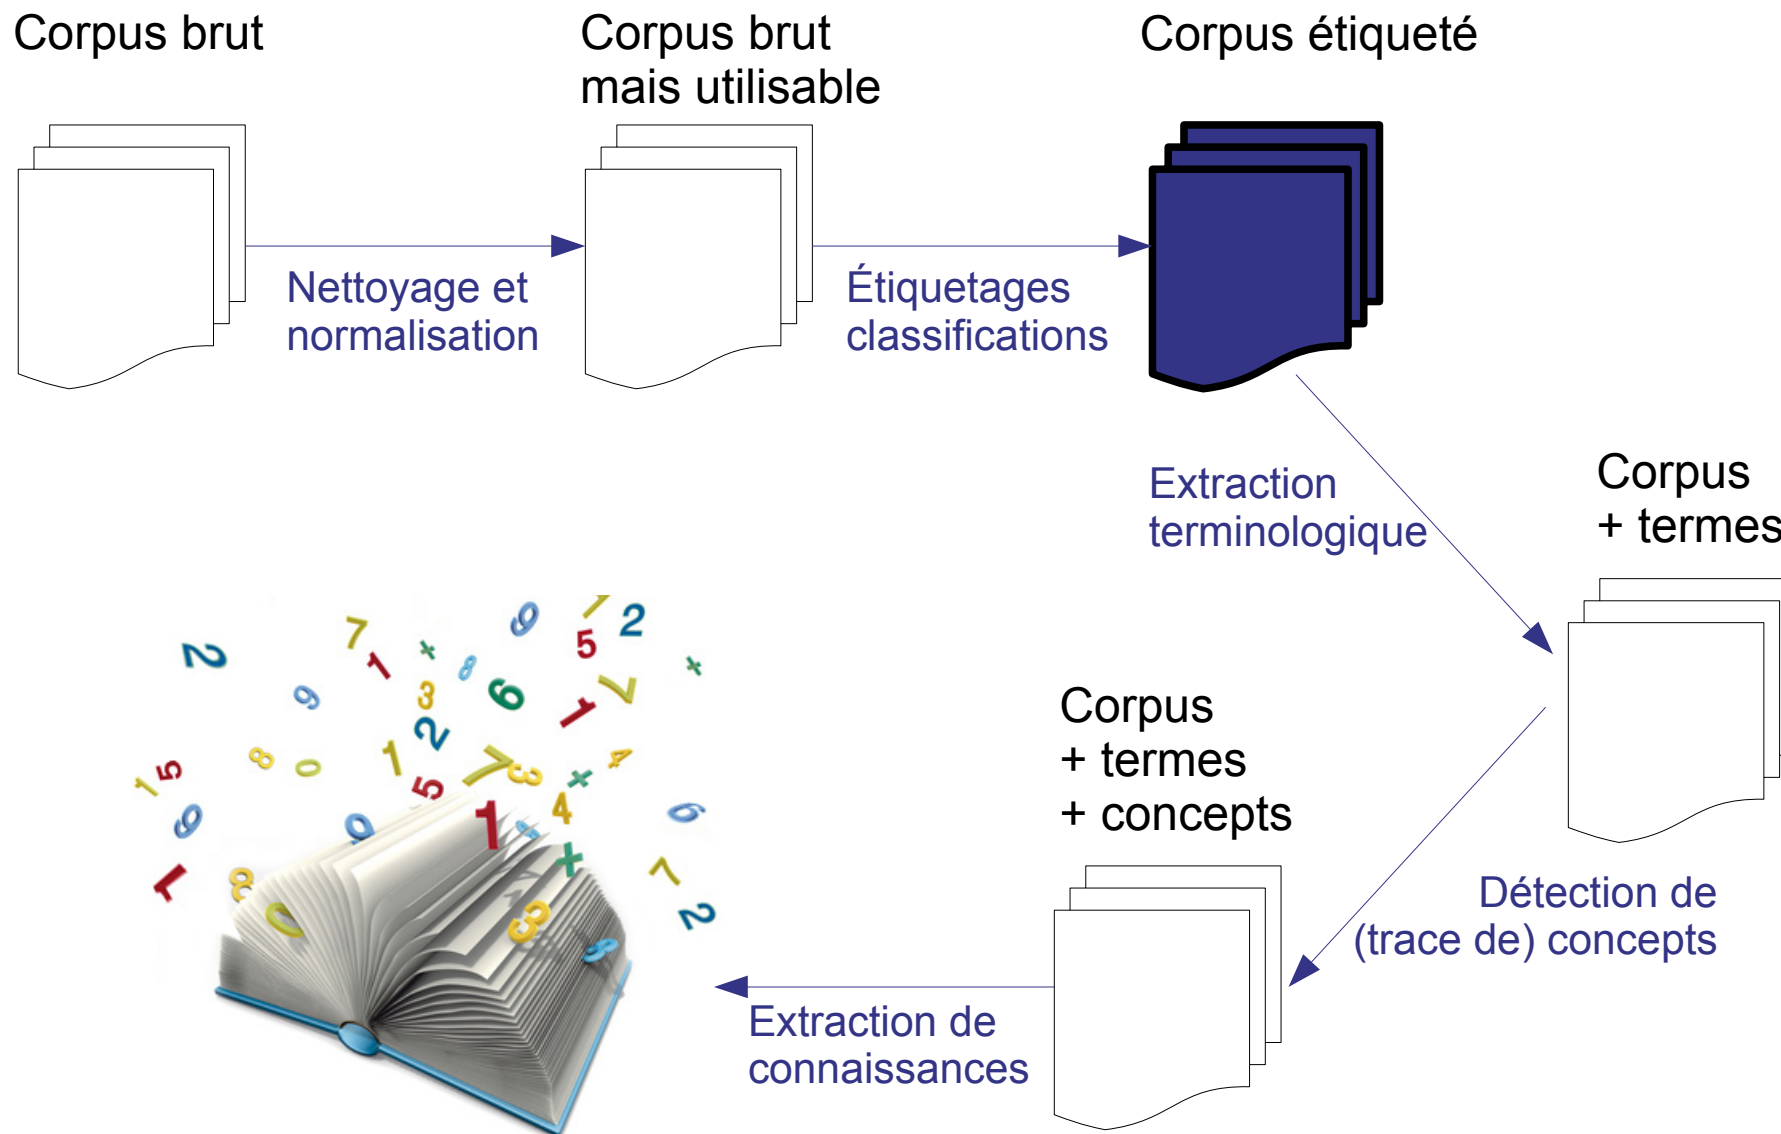 Corpus brut
Corpus brut
mais utilisable
Corpus étiqueté
Nettoyage et
normalisation
Étiquetages
classifications
Extraction
terminologique
Corpus
+ termes
Corpus
+ termes
+ concepts
Détection de
(trace de) concepts
Extraction de
connaissances